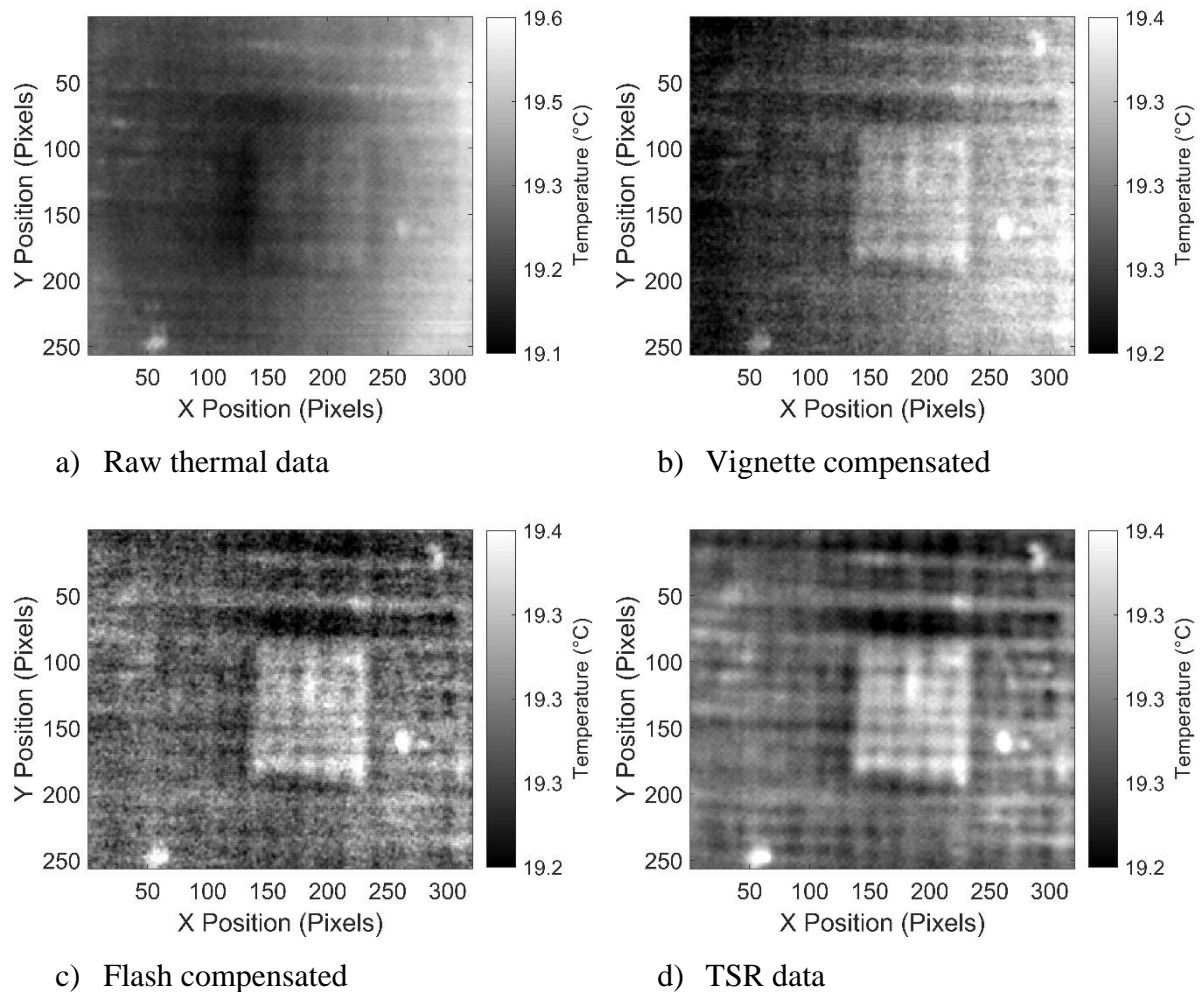 19.6
19.5
19.3
19.2
19.1
Temperature (°C)
50
100
150
200
250
Y Position (Pixels)
50 100 150 200 250 300
X Position (Pixels)
a) Raw thermal data
19.4
19.3
19.3
19.3
19.2
Temperature (°C)
50
100
150
200
250
Y Position (Pixels)
50 100 150 200 250 300
X Position (Pixels)
b) Vignette compensated
19.4
19.3
19.3
19.3
19.2
Temperature (°C)
50
100
150
200
250
Y Position (Pixels)
50 100 150 200 250 300
X Position (Pixels)
c) Flash compensated
19.4
19.3
19.3
19.3
19.2
Temperature (°C)
50
100
150
200
250
Y Position (Pixels)
50 100 150 200 250 300
X Position (Pixels)
d) TSR data